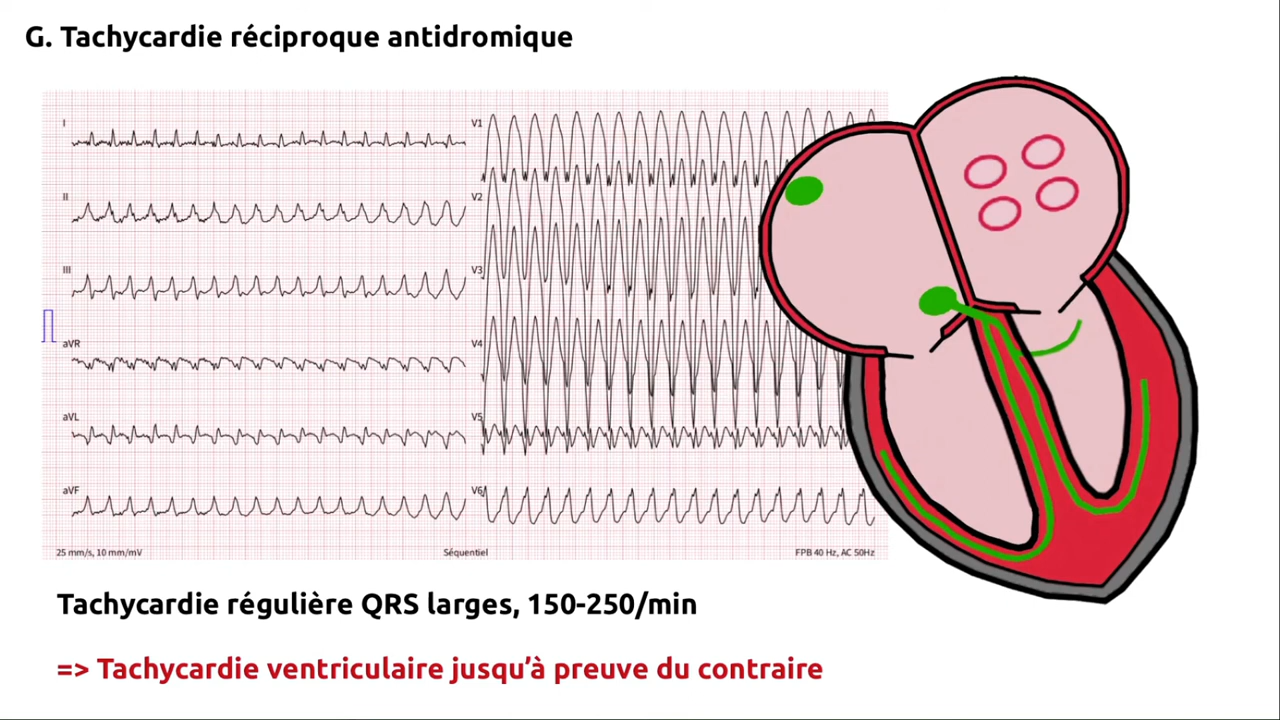 G. Tachycardie réciproque antidromique
I
V1
II
V2
III
V3
aVR
V4
aVL
V5
aVF
V6
25 mm/s, 10 mm/mV
Séquentiel
FPB 40 Hz, AC 50Hz
Tachycardie régulière QRS larges, 150-250/min
=> Tachycardie ventriculaire jusqu’à preuve du contraire